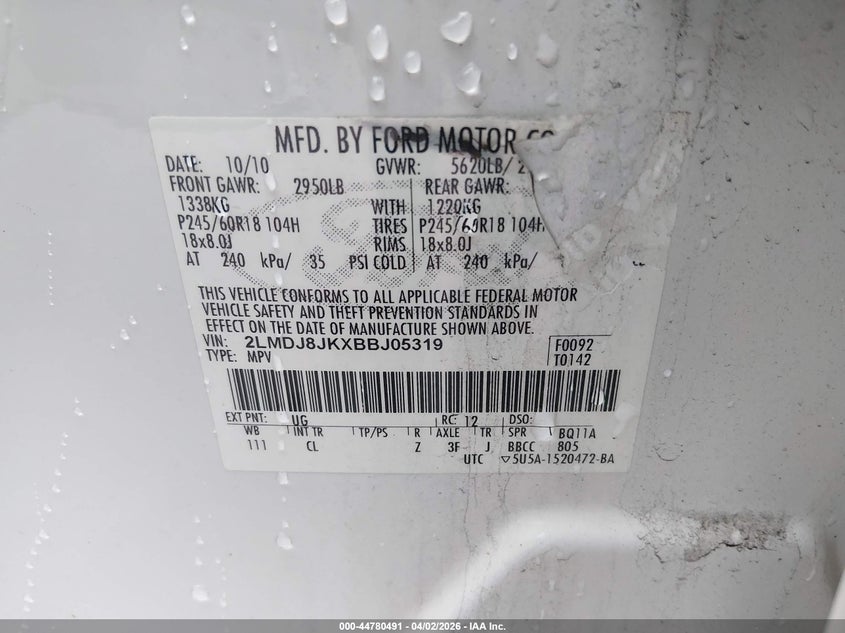 MFD. BY FORD MOTOR CO
DATE: 10/10 GVWR: 5620LB/ 2
FRONT GAWR: 2950LB REAR GAWR:
1338KG WITH 1220KG
P245/60R18 104H TIRES P245/60R18 104H
18x8.0J RIMS 18x8.0J
AT 240 kPa/ 35 PSI COLD AT 240 kPa/
THIS VEHICLE CONFORMS TO ALL APPLICABLE FEDERAL MOTOR
VEHICLE SAFETY AND THEFT PREVENTION STANDARDS IN
EFFECT ON THE DATE OF MANUFACTURE SHOWN ABOVE.
VIN: 2LMDJ8JKXBBJ05319 F0092
TYPE: MPV T0142
EXT PNT: UG RC: 12 DSO:
WB INT TR TP/PS R AXLE TR SPR BQ11A
111 CL Z 3F J BBCC 805
UTC ▽5U5A-1520472-BA
000-44780491 | 04/02/2026 - IAA Inc.